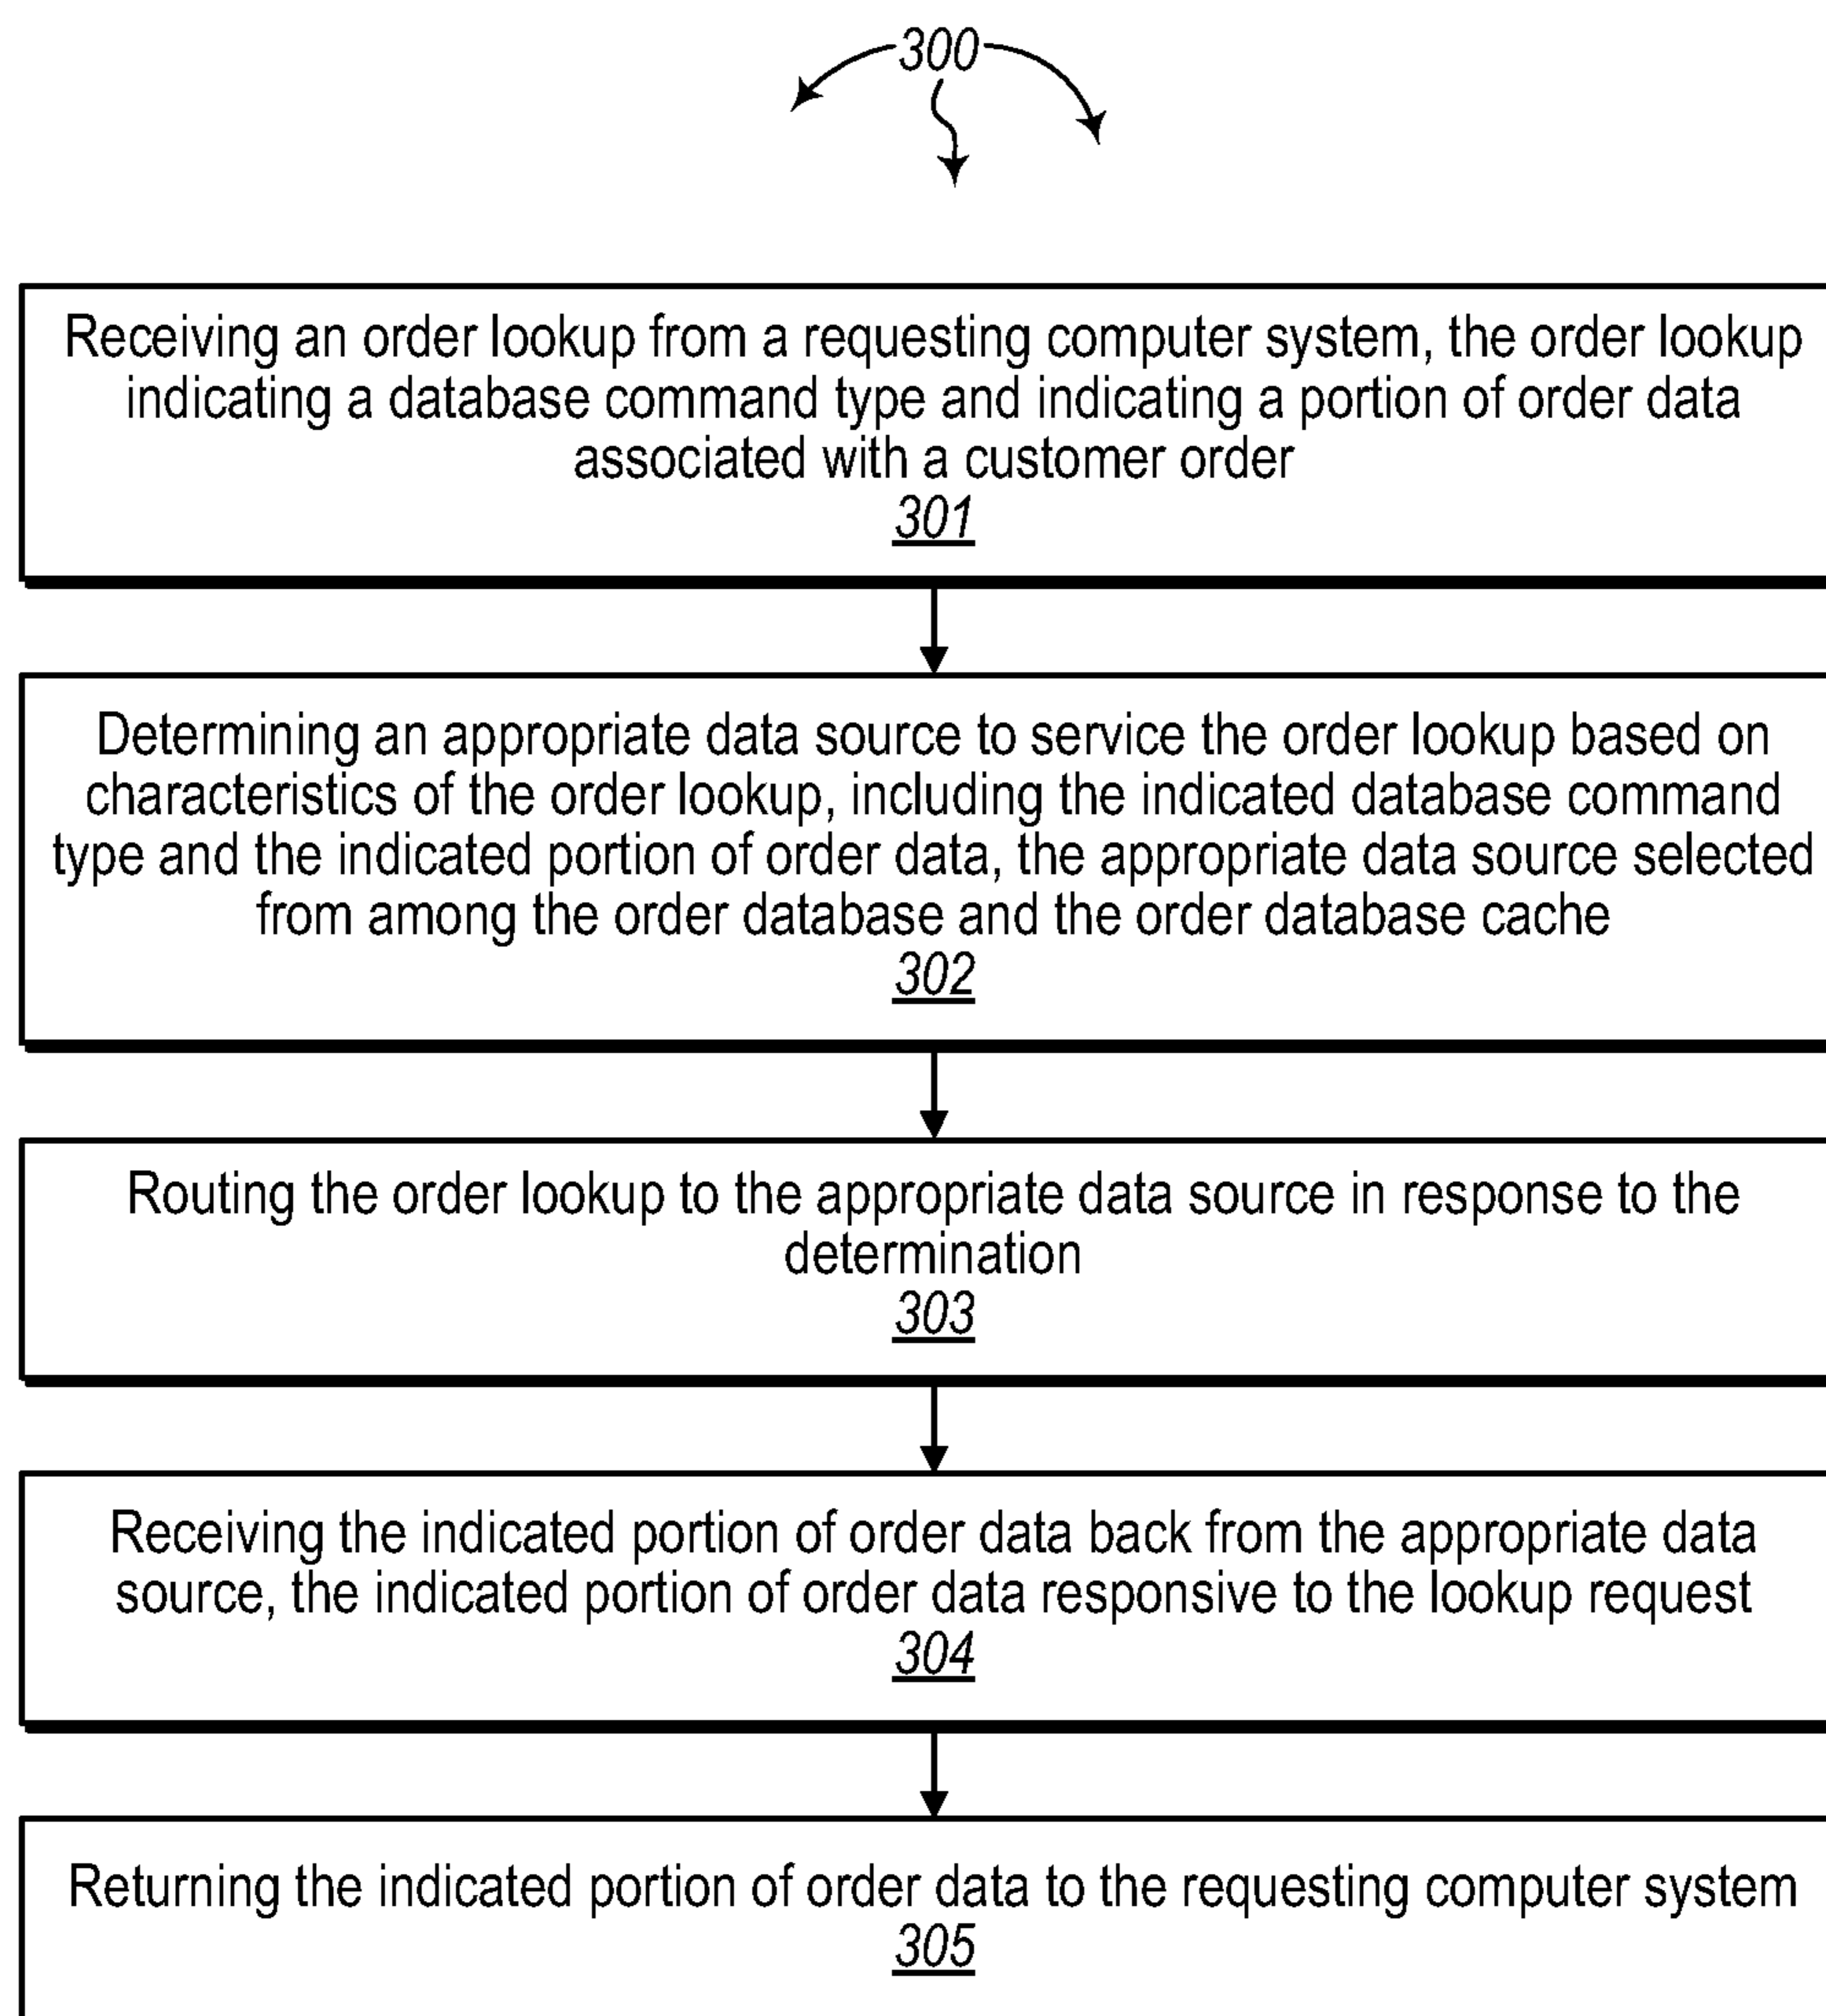 300
Receiving an order lookup from a requesting computer system, the order lookup
indicating a database command type and indicating a portion of order data
associated with a customer order
301
Determining an appropriate data source to service the order lookup based on
characteristics of the order lookup, including the indicated database command
type and the indicated portion of order data, the appropriate data source selected
from among the order database and the order database cache
302
Routing the order lookup to the appropriate data source in response to the
determination
303
Receiving the indicated portion of order data back from the appropriate data
source, the indicated portion of order data responsive to the lookup request
304
Returning the indicated portion of order data to the requesting computer system
305